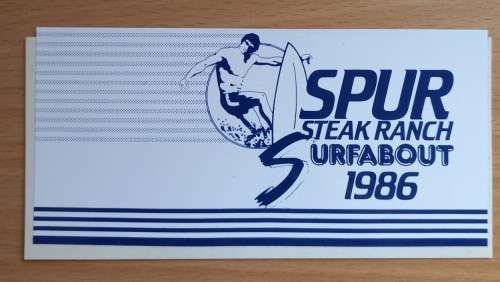 SPUR
STEAK RANCH
SURFABOUT
1986